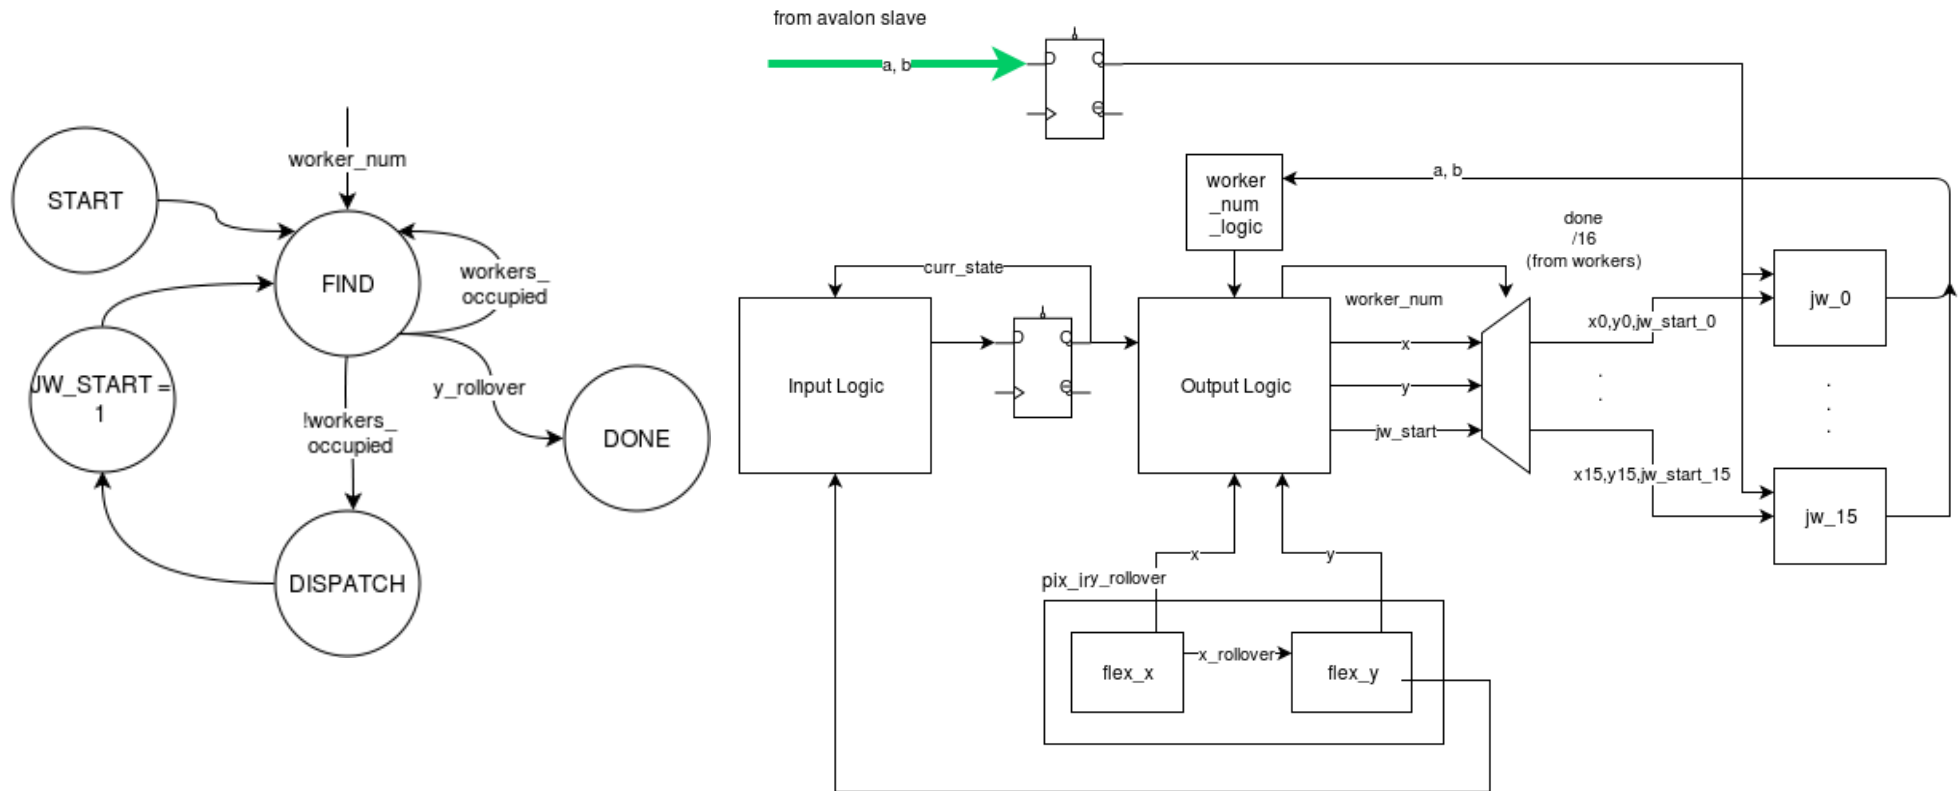 from avalon slave
a, b
D
Q
Q
START
worker_num
FIND
workers_
occupied
JW_START =
1
!workers_
occupied
y_rollover
DONE
DISPATCH
worker
_num
_logic
a, b
done
/16
(from workers)
curr_state
Input Logic
D
Q
Q
Output Logic
worker_num
x
y
jw_start
x0,y0,jw_start_0
.
.
x15,y15,jw_start_15
jw_0
.
.
.
jw_15
x
y
y_rollover
flex_x
x_rollover
flex_y